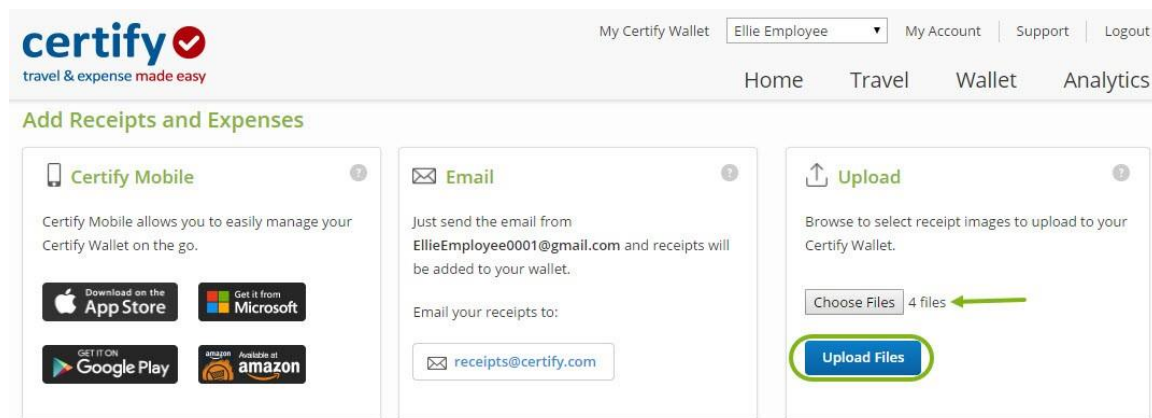 certify
travel & expense made easy
My Certify Wallet Ellie Employee My Account Support Logout
Home Travel Wallet Analytics
Add Receipts and Expenses
Certify Mobile ?
Certify Mobile allows you to easily manage your
Certify Wallet on the go.
Download on the
App Store
Get it from
Microsoft
GET IT ON
Google Play
amazon
Available at
amazon
Email ?
Just send the email from
EllieEmployee0001@gmail.com and receipts will
be added to your wallet.
Email your receipts to:
receipts@certify.com
Upload ?
Browse to select receipt images to upload to your
Certify Wallet.
Choose Files 4 files
Upload Files